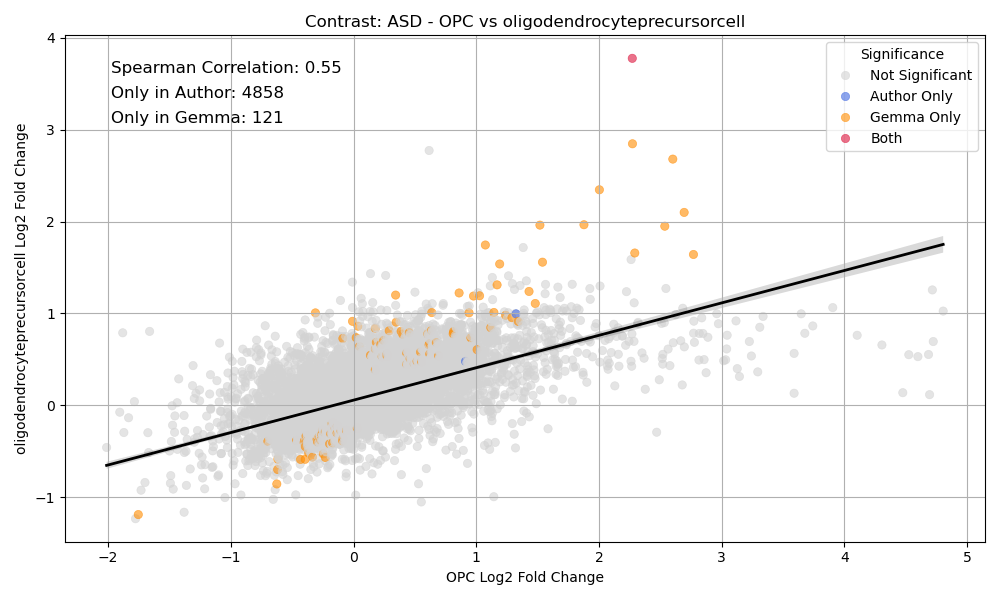 Contrast: ASD - OPC vs oligodendrocyteprecursorcell
Spearman Correlation: 0.55
Only in Author: 4858
Only in Gemma: 121
Significance
Not Significant
Author Only
Gemma Only
Both
oligodendrocyteprecursorcell Log2 Fold Change
4
3
2
1
0
−1
−2
−1
0
1
2
3
4
5
OPC Log2 Fold Change